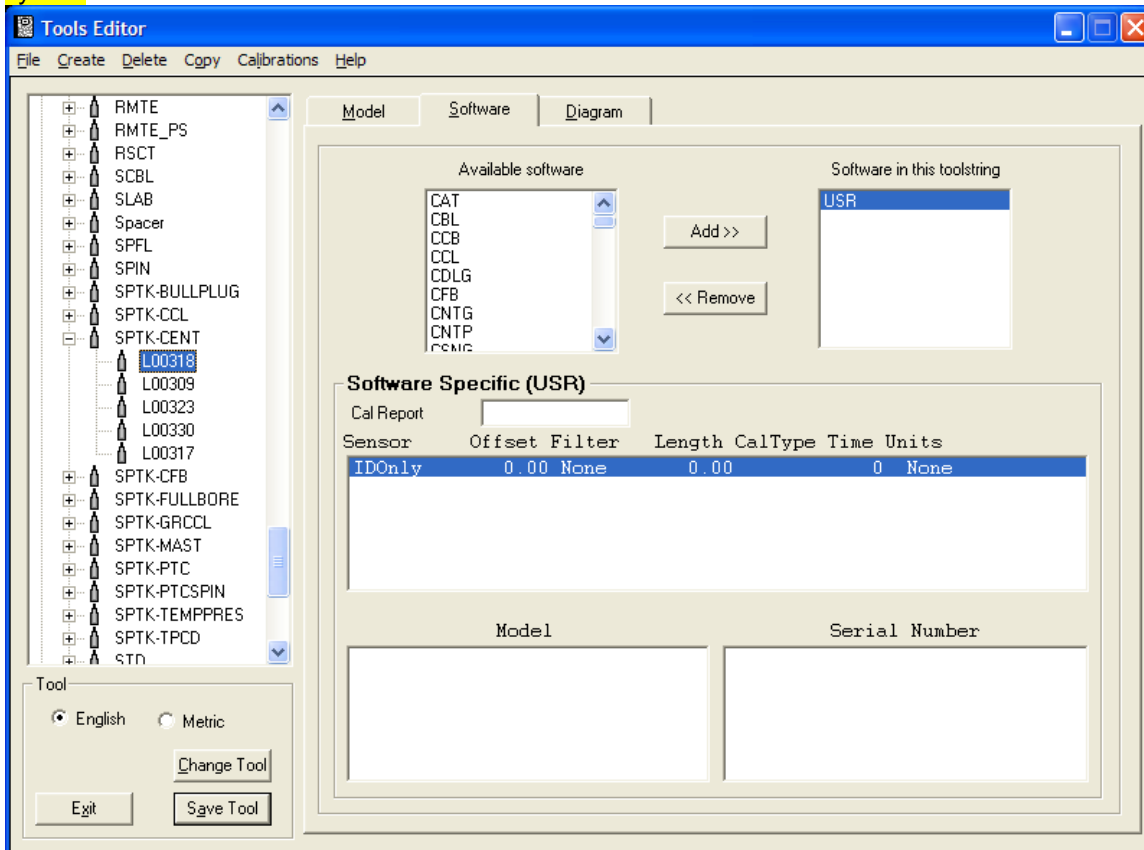 Tools Editor
File Create Delete Copy Calibrations Help
RMTE
RMTE_PS
RSCT
SCBL
SLAB
Spacer
SPFL
SPIN
SPTK-BULLPLUG
SPTK-CCL
SPTK-CENT
L00318
L00309
L00323
L00330
L00317
SPTK-CFB
SPTK-FULLBORE
SPTK-GRCCL
SPTK-MAST
SPTK-PTC
SPTK-PTCSPIN
SPTK-TEMPPRES
SPTK-TPCD
STD
Tool
English Metric
Change Tool
Exit Save Tool
Model Software Diagram
Available software
CAT
CBL
CCB
CCL
CDLG
CFB
CNTG
CNTP
CSNG
Add >>
<< Remove
Software in this toolstring
USR
Software Specific (USR)
Cal Report
Sensor Offset Filter Length CalType Time Units
IDOnly 0.00 None 0.00 0 None
Model Serial Number